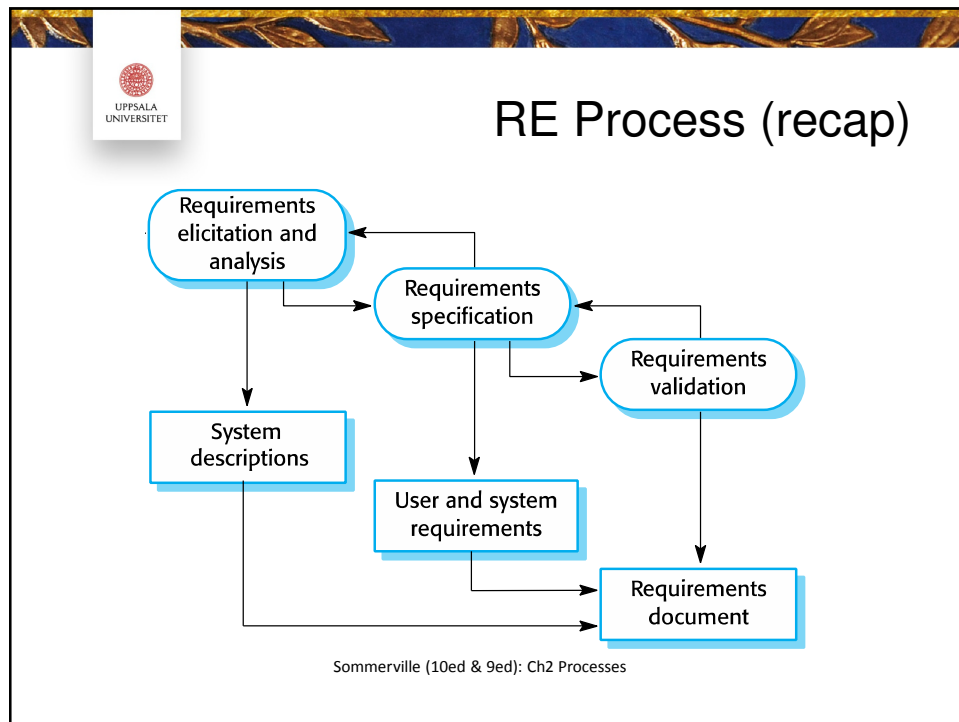 UPPSALA
UNIVERSITET
RE Process (recap)
Requirements
elicitation and
analysis
Requirements
specification
Requirements
validation
System
descriptions
User and system
requirements
Requirements
document
Sommerville (10ed & 9ed): Ch2 Processes